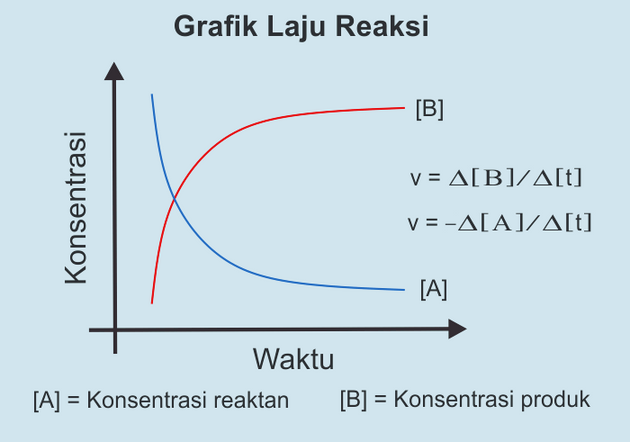 Grafik Laju Reaksi
Konsentrasi
[B]
v = Δ[B]/Δ[t]
v = –Δ[A]/Δ[t]
[A]
Waktu
[A] = Konsentrasi reaktan
[B] = Konsentrasi produk